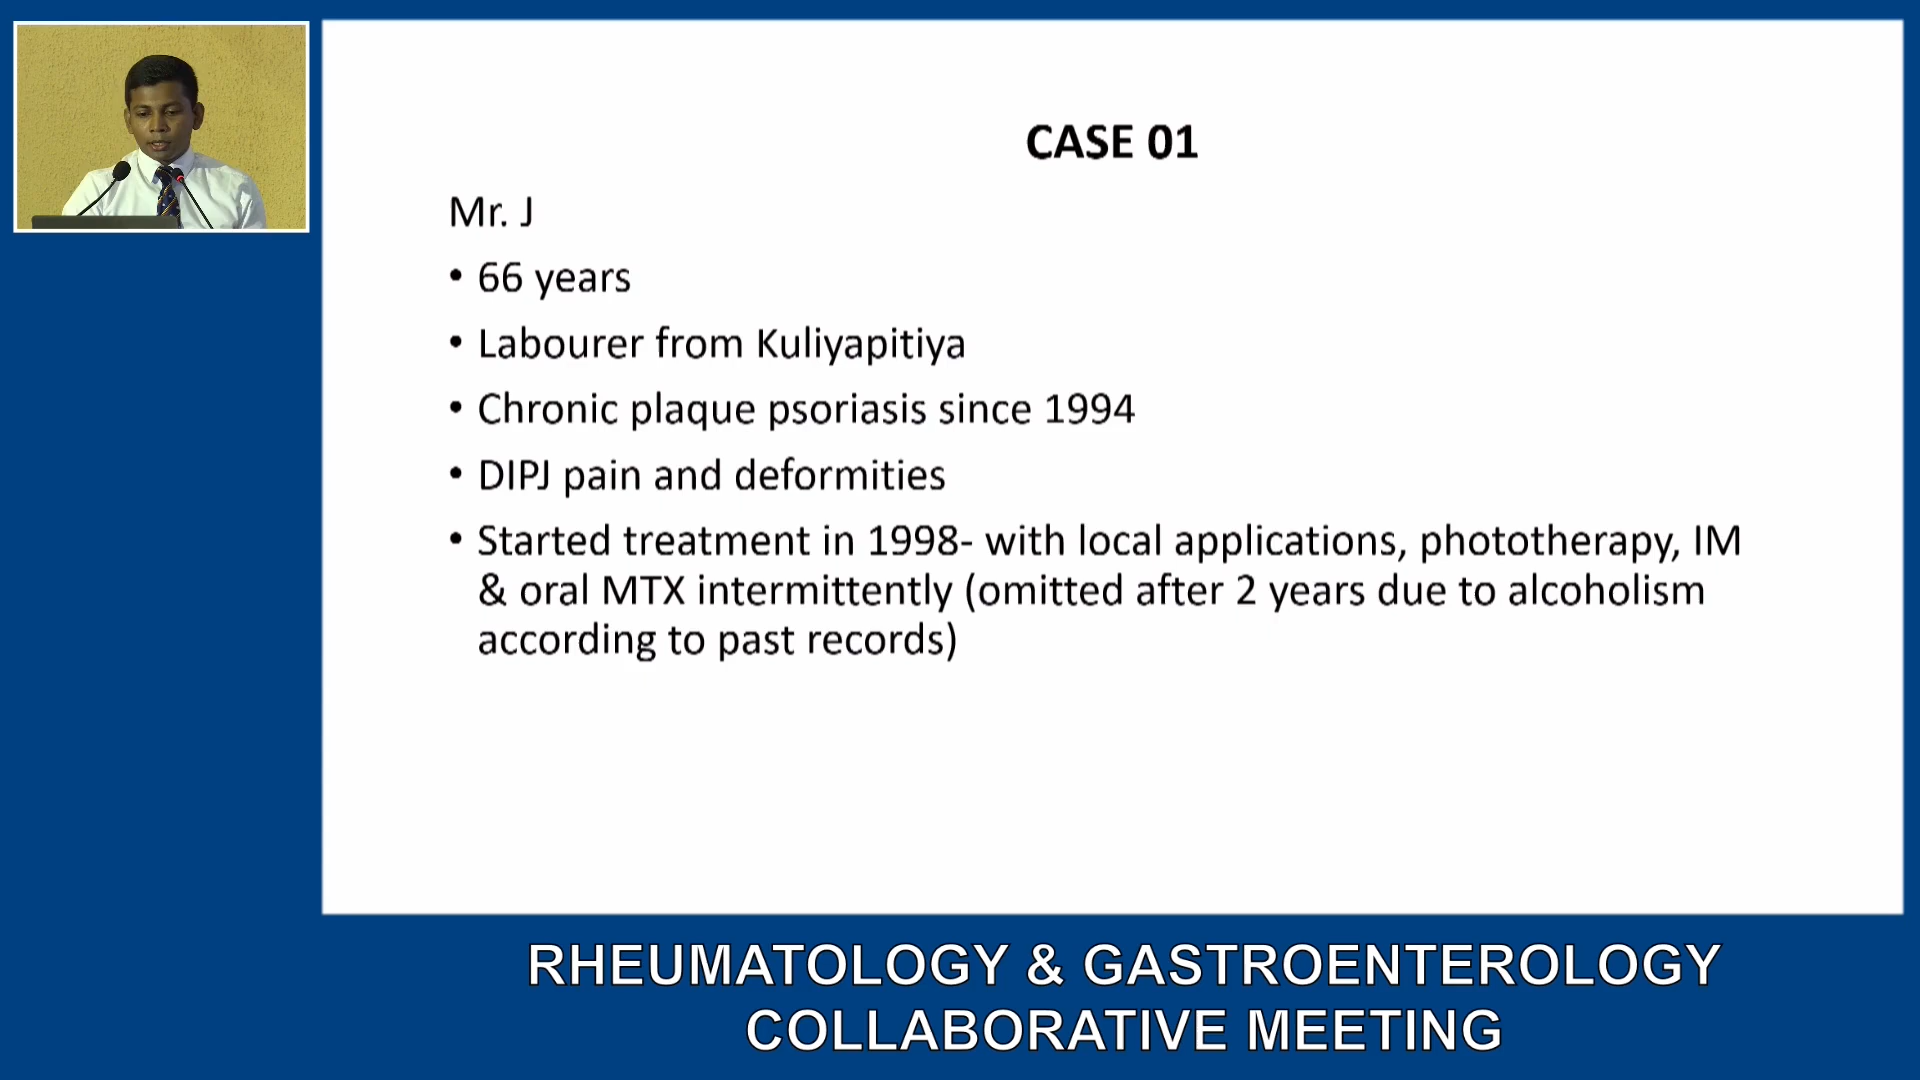 CASE 01
Mr. J
• 66 years
• Labourer from Kuliyapitiya
• Chronic plaque psoriasis since 1994
• DIPJ pain and deformities
• Started treatment in 1998- with local applications, phototherapy, IM
& oral MTX intermittently (omitted after 2 years due to alcoholism
according to past records)
RHEUMATOLOGY & GASTROENTEROLOGY
COLLABORATIVE MEETING